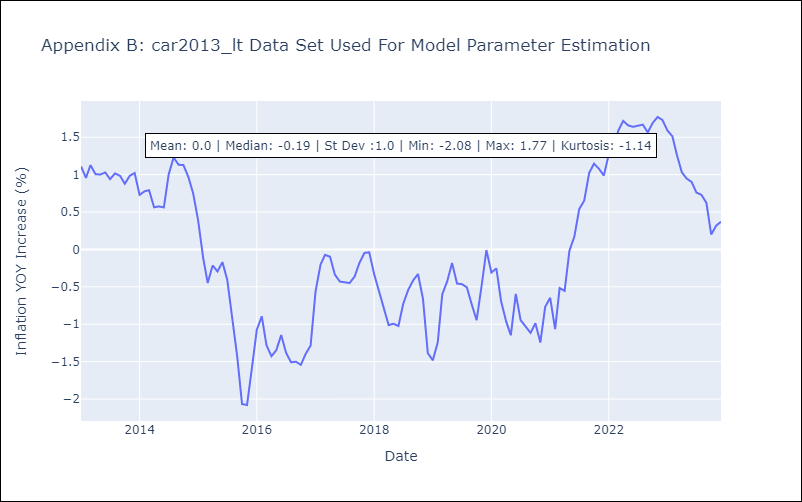 Appendix B: car2013_lt Data Set Used For Model Parameter Estimation
Mean: 0.0 | Median: -0.19 | St Dev :1.0 | Min: -2.08 | Max: 1.77 | Kurtosis: -1.14
Inflation YOY Increase (%)
1.5
1
0.5
0
−0.5
−1
−1.5
−2
2014 2016 2018 2020 2022
Date